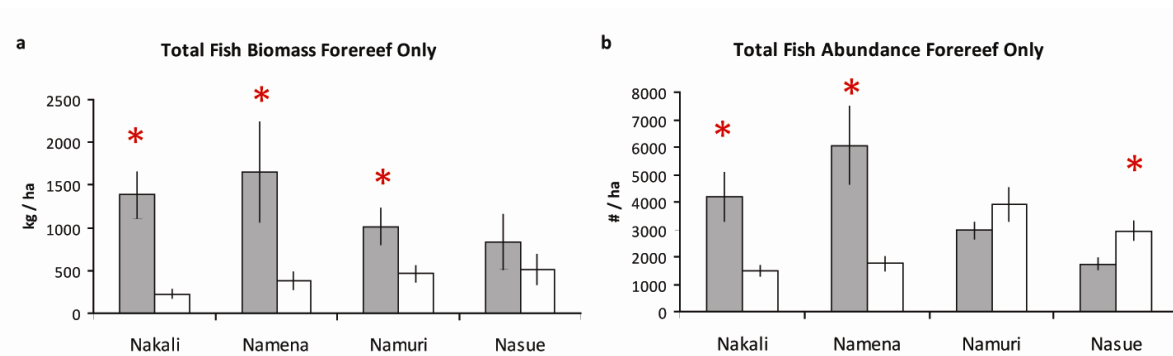 a
Total Fish Biomass Forereef Only
*
*
*
2500
2000
1500
1000
500
0
kg / ha
Nakali Namena Namuri Nasue
b
Total Fish Abundance Forereef Only
*
*
*
8000
7000
6000
5000
4000
3000
2000
1000
0
# / ha
Nakali Namena Namuri Nasue